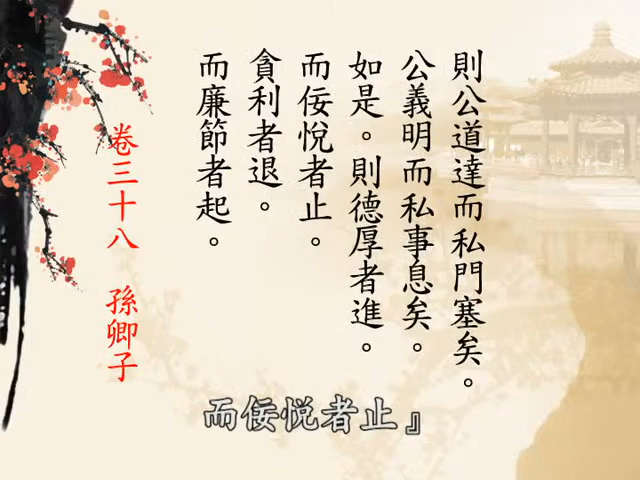 則公道達而私門塞矣。
公義明而私事息矣。
如是。則德厚者進。
而佞悅者止。
貪利者退。
而廉節者起。
卷三十八 孫卿子
而佞悅者止』